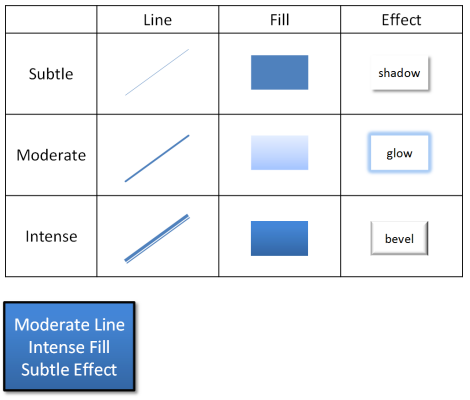 Line Fill Effect
Subtle shadow
Moderate glow
Intense bevel
Moderate Line
Intense Fill
Subtle Effect